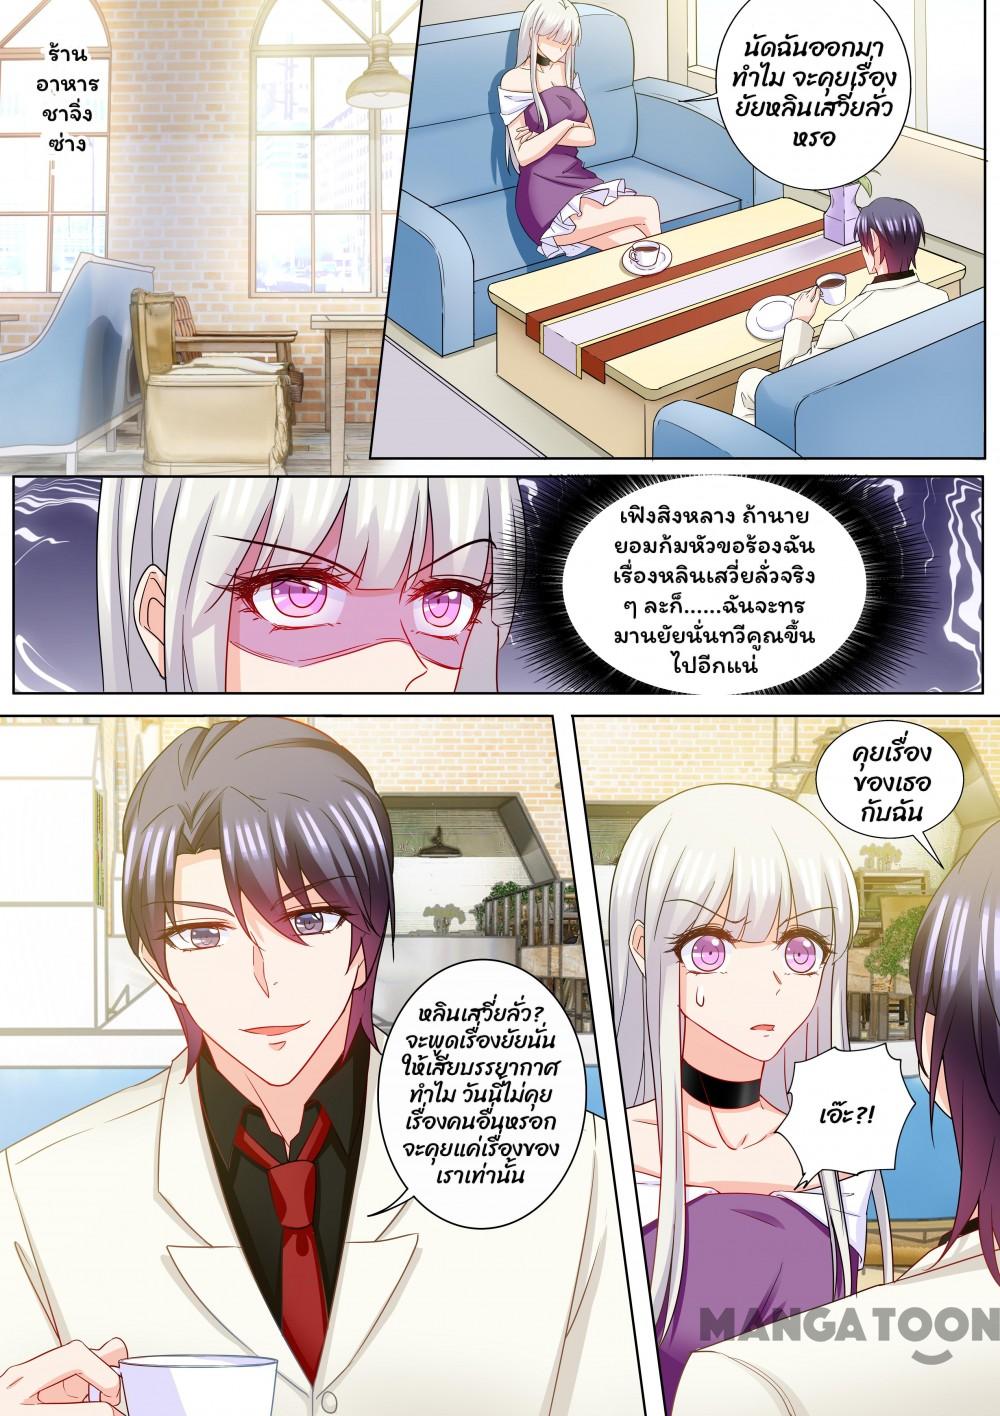 ร้าน
อาหาร
ชาจิ่ง
ซ่าง
นัดฉันออกมา
ทำไม จะคุยเรื่อง
ยัยหลินเสวี่ยลั่ว
หรอ
เฟิงสิงหลาง ถ้านาย
ยอมก้มหัวขอร้องฉัน
เรื่องหลินเสวี่ยลั่วจริง
ๆ ละก็......ฉันจะทร
มานยัยนั่นทวีคูณขึ้น
ไปอีกแน่
หลินเสวี่ยลั่ว?
จะพูดเรื่องยัยนั่น
ให้เสียบรรยากาศ
ทำไม วันนี้ไม่คุย
เรื่องคนอื่นหรอก
จะคุยแค่เรื่องของ
เราเท่านั้น
คุยเรื่อง
ของเธอ
กับฉัน
เอ๊ะ?!
MANGATOON